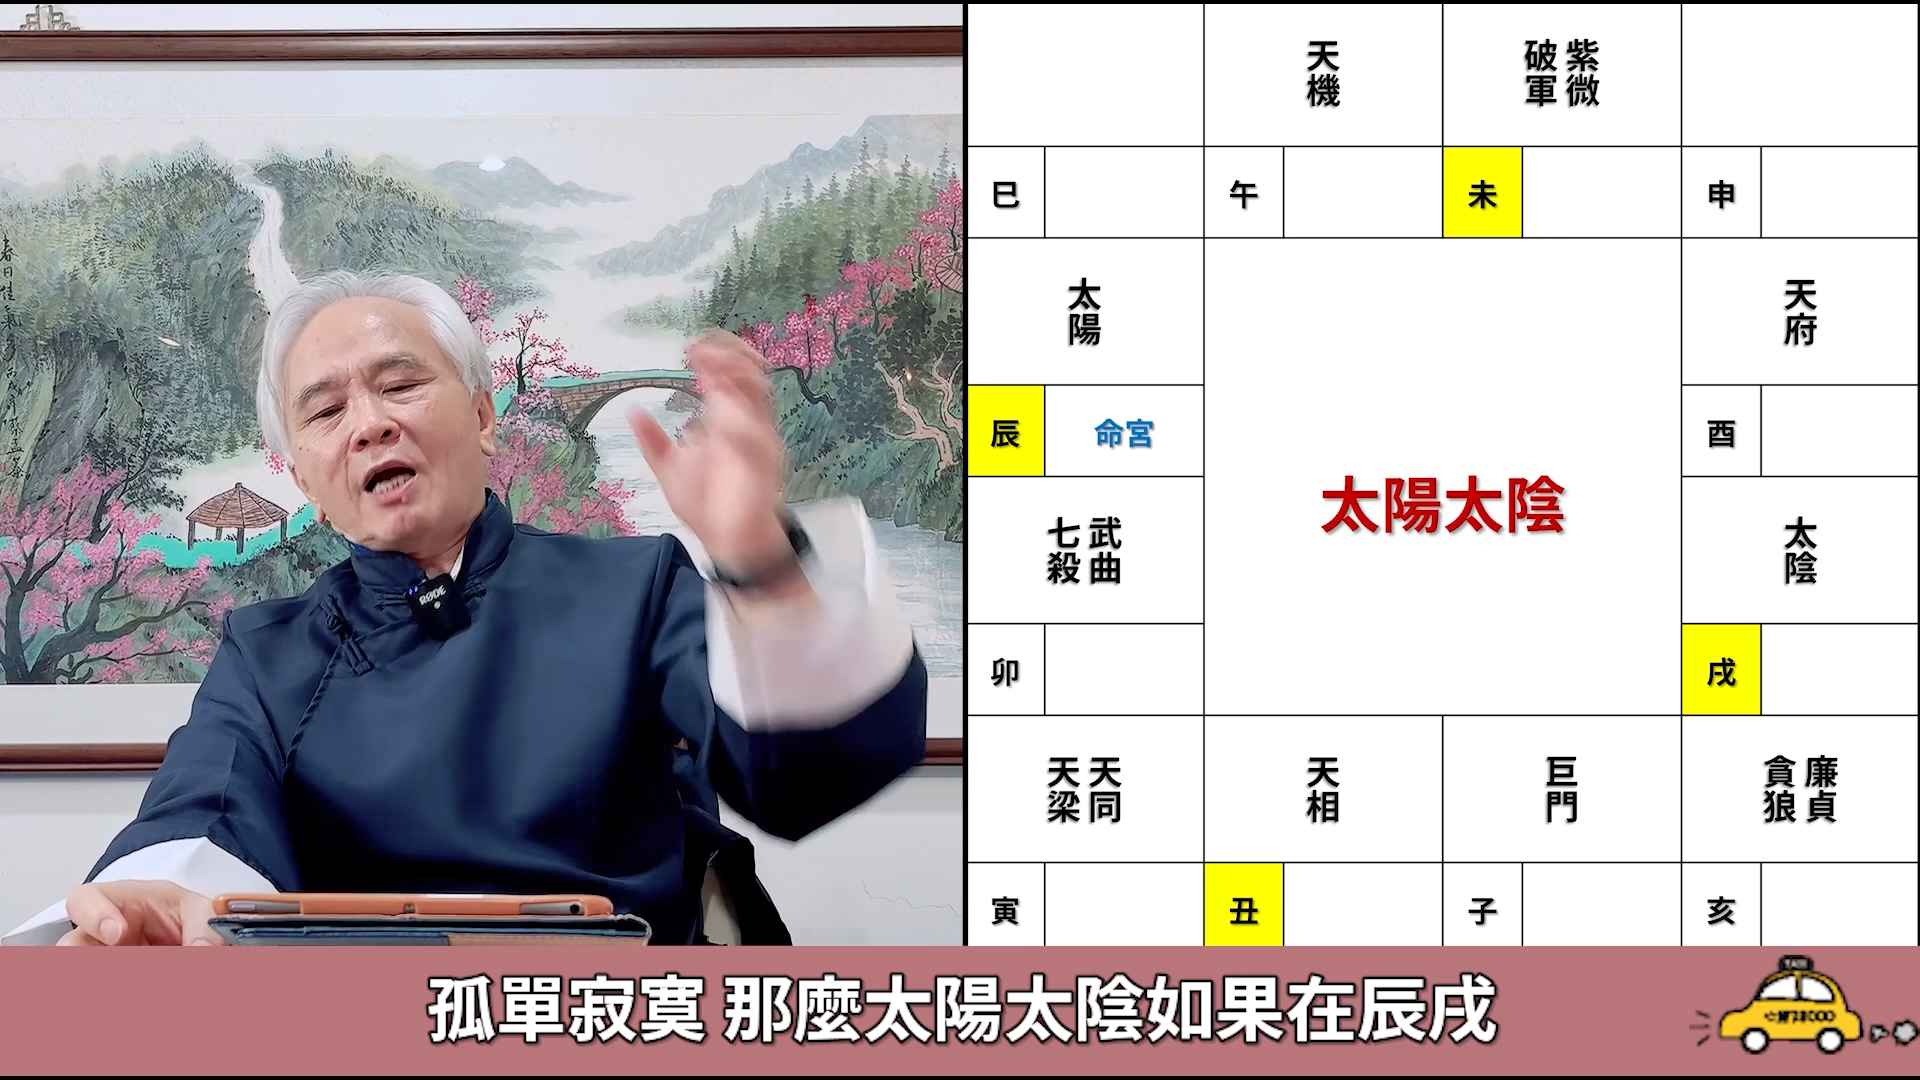 天機
紫微
破軍
巳
午
未
申
太陽
天府
辰
命宮
酉
太陽太陰
武曲
七殺
太陰
卯
戌
天同
天梁
天相
巨門
廉貞
貪狼
寅
丑
子
亥
RØDE
TAXI
孤單寂寞 那麼太陽太陰如果在辰戌